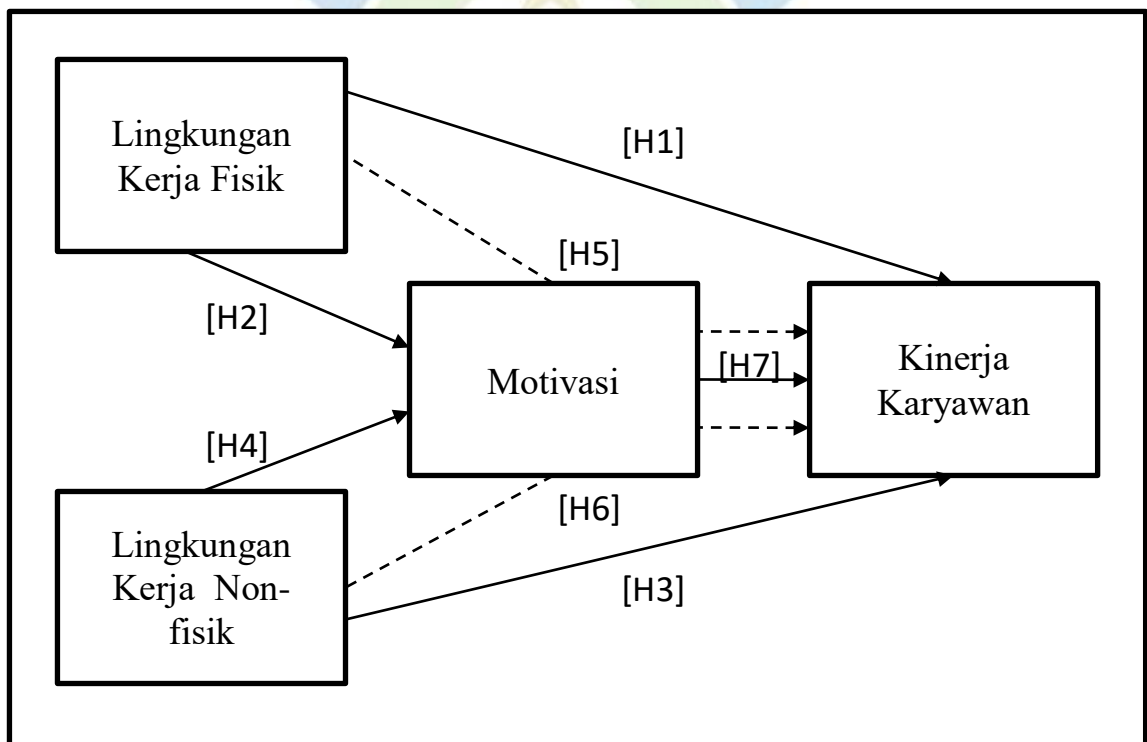 Lingkungan
Kerja Fisik
[H1]
[H5]
[H2]
Motivasi
[H7]
Kinerja
Karyawan
[H4]
[H6]
Lingkungan
Kerja Non-
fisik
[H3]